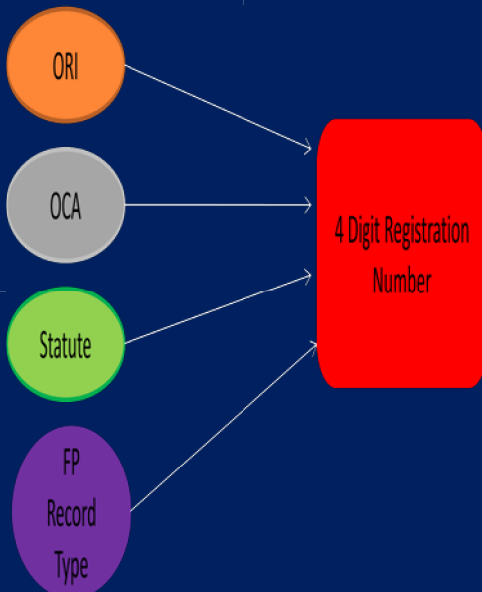 ORI
OCA
4 Digit Registration
Number
Statute
FP
Record
Type